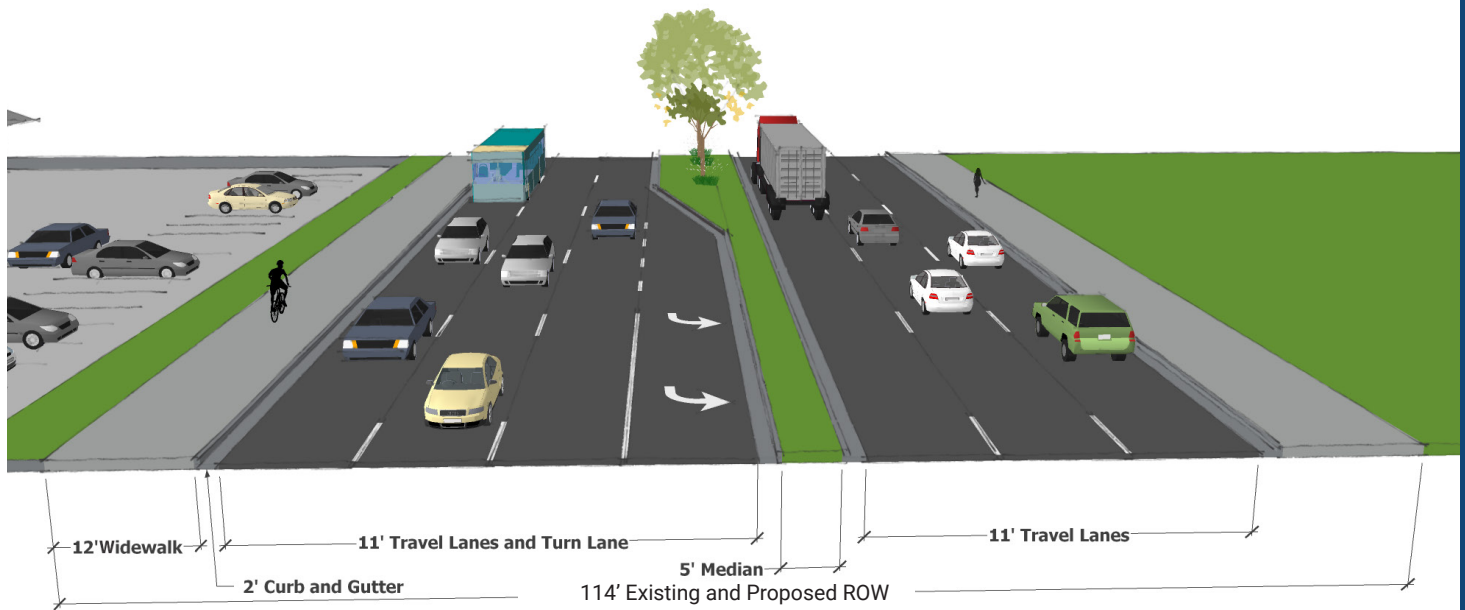 12'Widewalk
11' Travel Lanes and Turn Lane
11' Travel Lanes
5' Median
2' Curb and Gutter
114' Existing and Proposed ROW